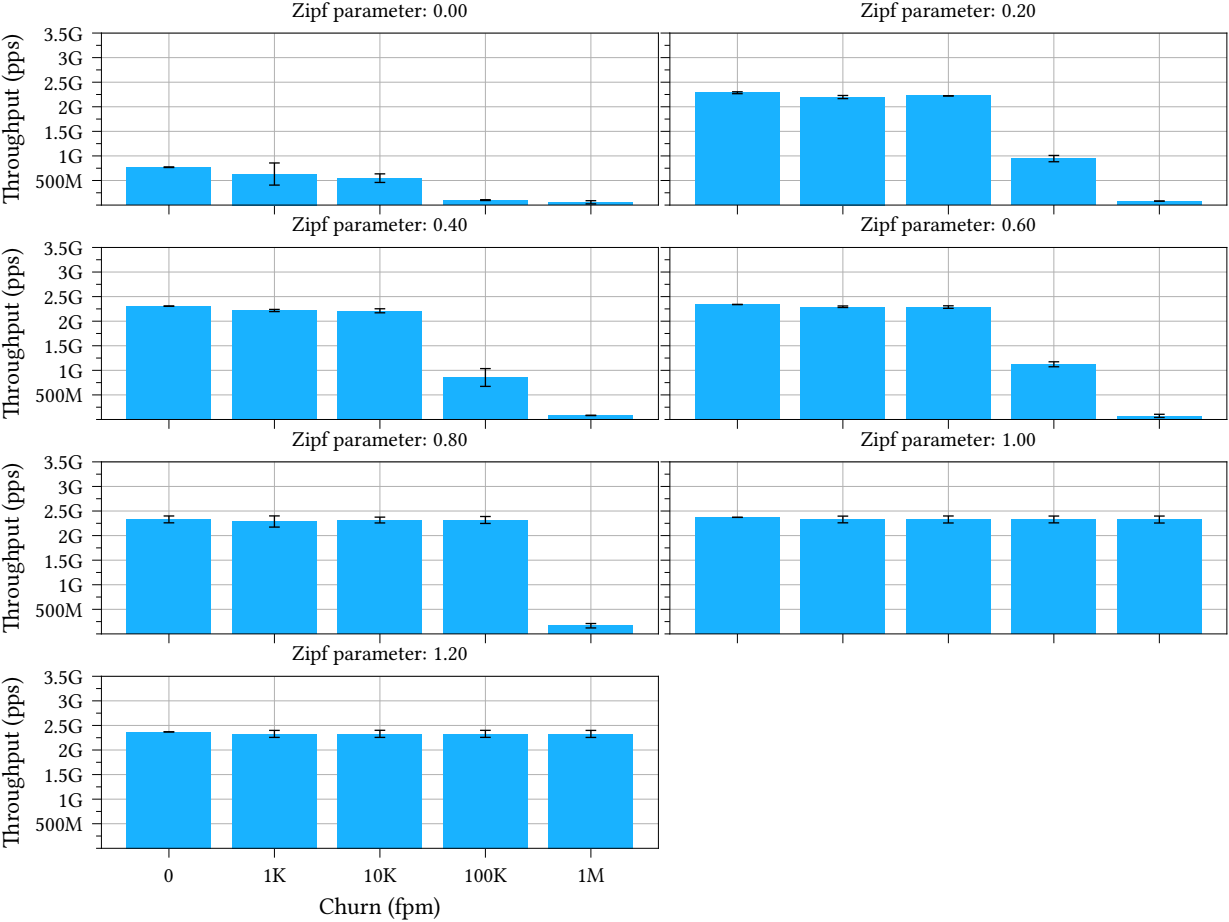 Zipf parameter: 0.00
Zipf parameter: 0.20
Throughput (pps)
3.5G
3G
2.5G
2G
1.5G
1G
500M
Zipf parameter: 0.40
Zipf parameter: 0.60
Throughput (pps)
3.5G
3G
2.5G
2G
1.5G
1G
500M
Zipf parameter: 0.80
Zipf parameter: 1.00
Throughput (pps)
3.5G
3G
2.5G
2G
1.5G
1G
500M
Zipf parameter: 1.20
Throughput (pps)
3.5G
3G
2.5G
2G
1.5G
1G
500M
0 1K 10K 100K 1M
Churn (fpm)